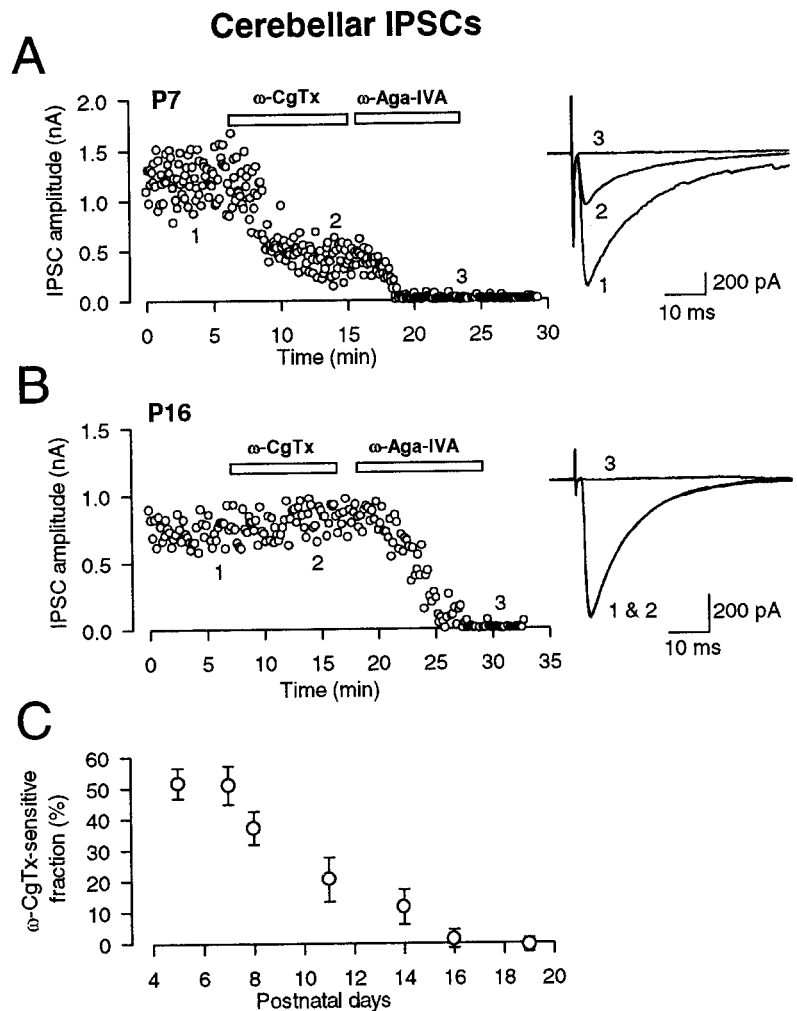 Cerebellar IPSCs
A
P7
ω-CgTx
ω-Aga-IVA
IPSC amplitude (nA)
2.0
1.5
1.0
0.5
0.0
1
2
3
0 5 10 15 20 25 30
Time (min)
3
2
1
200 pA
10 ms
B
P16
ω-CgTx
ω-Aga-IVA
IPSC amplitude (nA)
1.5
1.0
0.5
0.0
1
2
3
0 5 10 15 20 25 30 35
Time (min)
3
1 & 2
200 pA
10 ms
C
ω-CgTx-sensitive
fraction (%)
60
50
40
30
20
10
0
4 6 8 10 12 14 16 18 20
Postnatal days